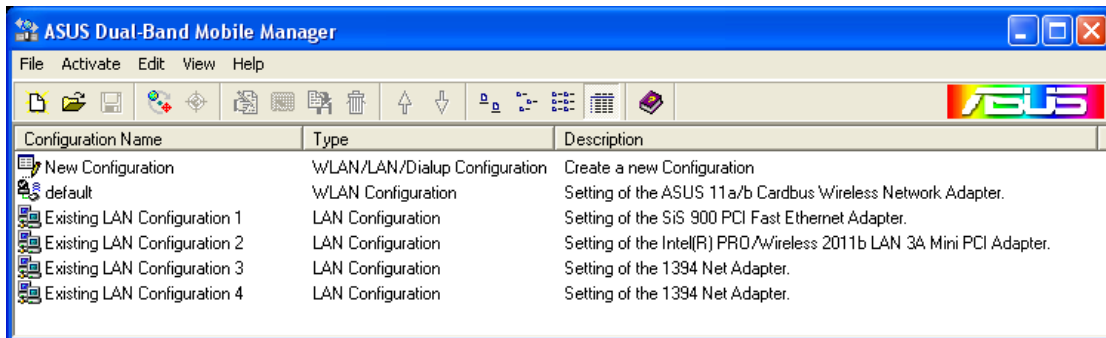 ASUS Dual-Band Mobile Manager
File Activate Edit View Help
ASUS
Configuration Name Type Description
New Configuration WLAN/LAN/Dialup Configuration Create a new Configuration
default WLAN Configuration Setting of the ASUS 11a/b Cardbus Wireless Network Adapter.
Existing LAN Configuration 1 LAN Configuration Setting of the SiS 900 PCI Fast Ethernet Adapter.
Existing LAN Configuration 2 LAN Configuration Setting of the Intel(R) PRO/Wireless 2011b LAN 3A Mini PCI Adapter.
Existing LAN Configuration 3 LAN Configuration Setting of the 1394 Net Adapter.
Existing LAN Configuration 4 LAN Configuration Setting of the 1394 Net Adapter.